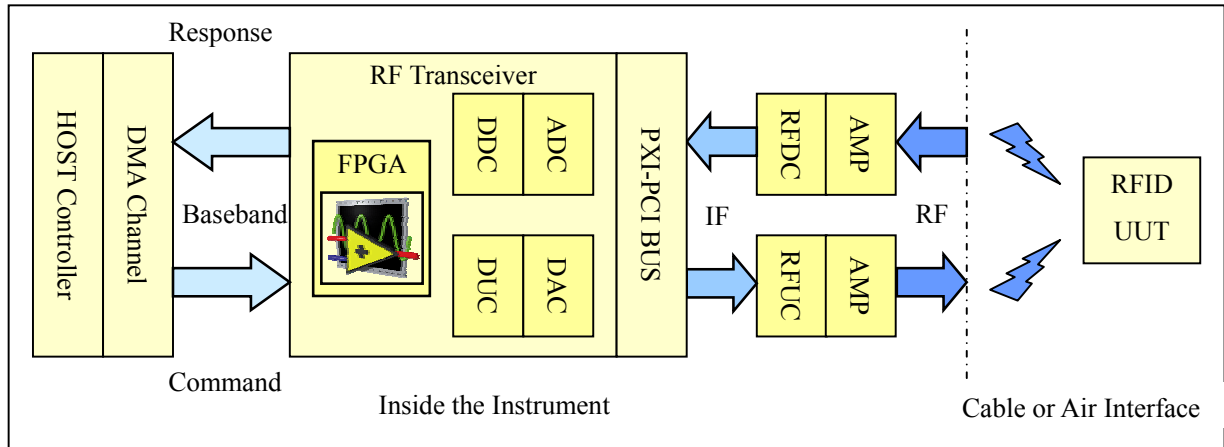 Response
HOST Controller
DMA Channel
Baseband
Command
RF Transceiver
FPGA
DDC
ADC
DUC
DAC
PXI-PCI BUS
IF
RFDC
AMP
RFUC
AMP
RF
RFID
UUT
Inside the Instrument
Cable or Air Interface